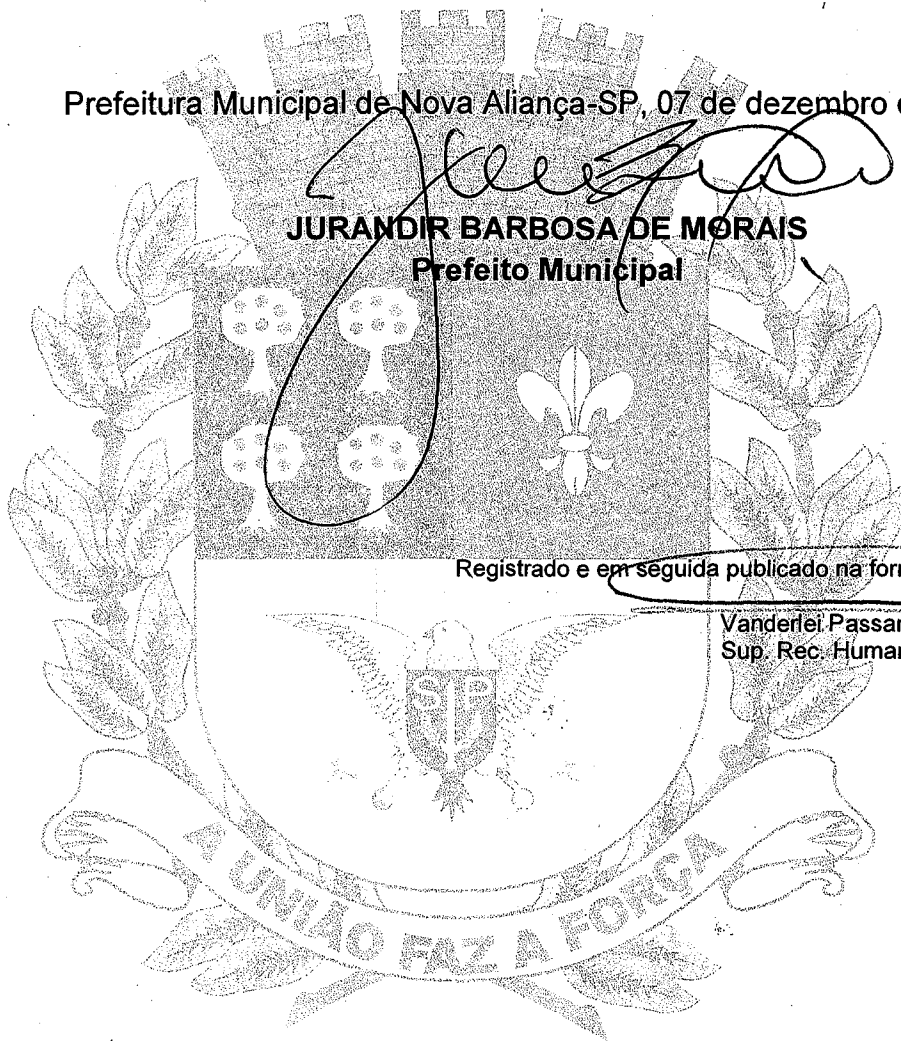 Prefeitura Municipal de Nova Aliança-SP, 07 de dezembro
JURANDIR BARBOSA DE MORAIS
Prefeito Municipal
Registrado e em seguida publicado na
Vanderlei
Sup. Rec.
SP
A UNIÃO FAZ A FORÇA